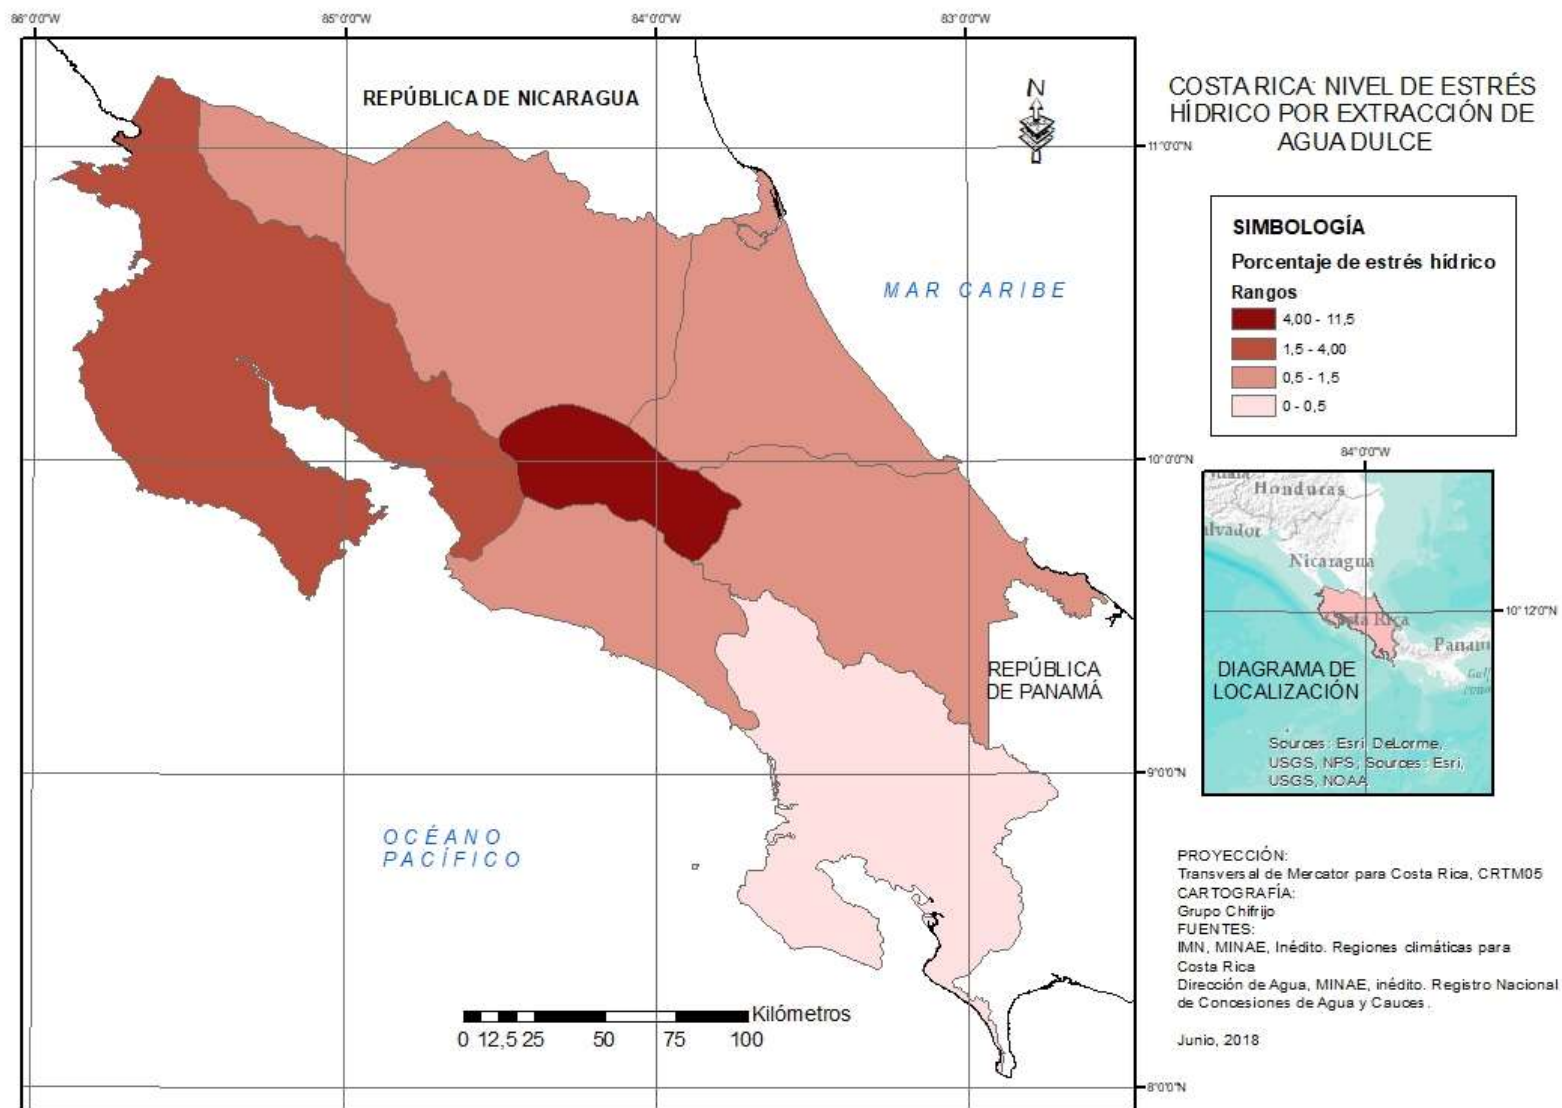 86°0'0"W
85°0'0"W
84°0'0"W
83°0'0"W
REPÚBLICA DE NICARAGUA
N
11°0'0"N
MAR CARIBE
10°0'0"N
REPÚBLICA
DE PANAMÁ
9°0'0"N
OCÉANO
PACÍFICO
Kilómetros
0 12,5 25 50 75 100
8°0'0"N
COSTA RICA: NIVEL DE ESTRÉS
HÍDRICO POR EXTRACCIÓN DE
AGUA DULCE
SIMBOLOGÍA
Porcentaje de estrés hídrico
Rangos
4,00 - 11,5
1,5 - 4,00
0,5 - 1,5
0 - 0,5
84°0'0"W
Honduras
lvador
Nicaragua
10°12'0"N
Costa Rica
Panam
DIAGRAMA DE
LOCALIZACIÓN
Sources: Esri, DeLorme,
USGS, NPS; Sources: Esri,
USGS, NOAA
PROYECCIÓN:
Transversal de Mercator para Costa Rica, CRTM05
CARTOGRAFÍA:
Grupo Chifrijo
FUENTES:
IMN, MINAE, Inédito. Regiones climáticas para
Costa Rica
Dirección de Agua, MINAE, inédito. Registro Nacional
de Concesiones de Agua y Cauces.
Junio, 2018